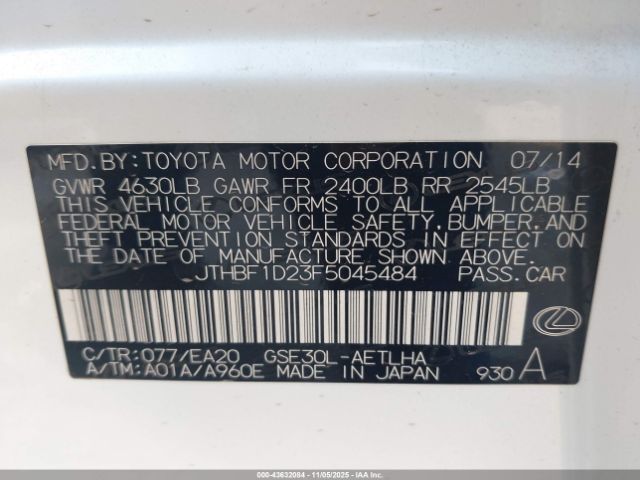 MFD.BY:TOYOTA MOTOR CORPORATION 07/14
GVWR 4630LB GAWR FR 2400LB RR 2545LB
THIS VEHICLE CONFORMS TO ALL APPLICABLE
FEDERAL MOTOR VEHICLE SAFETY,BUMPER,AND
THEFT PREVENTION STANDARDS IN EFFECT
ON THE DATE OF MANUFACTURE SHOWN ABOVE.
JTHBF1D23F5045484 PASS.CAR
C/TR:077/EA20 GSE30L-AETLHA
A/TM:A01A/A960E MADE IN JAPAN 930 A
000-43632084 - 11/05/2025 - COPART